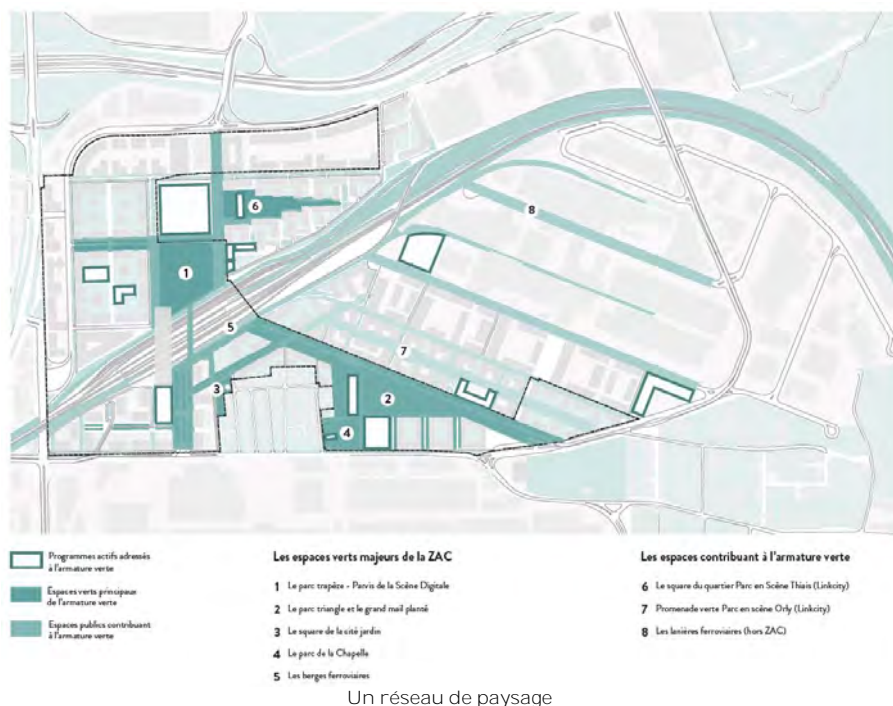 6
1
8
5
7
3
2
4
Programmes actifs adressés
à l'armature verte
Espaces verts principaux
de l'armature verte
Espaces publics contribuant
à l'armature verte
Les espaces verts majeurs de la ZAC
1 Le parc trapèze - Parvis de la Scène Digitale
2 Le parc triangle et le grand mail planté
3 Le square de la cité jardin
4 Le parc de la Chapelle
5 Les berges ferroviaires
Les espaces contribuant à l'armature verte
6 Le square du quartier Parc en Scène Thiais (Linkcity)
7 Promenade verte Parc en scène Orly (Linkcity)
8 Les lanières ferroviaires (hors ZAC)
Un réseau de paysage